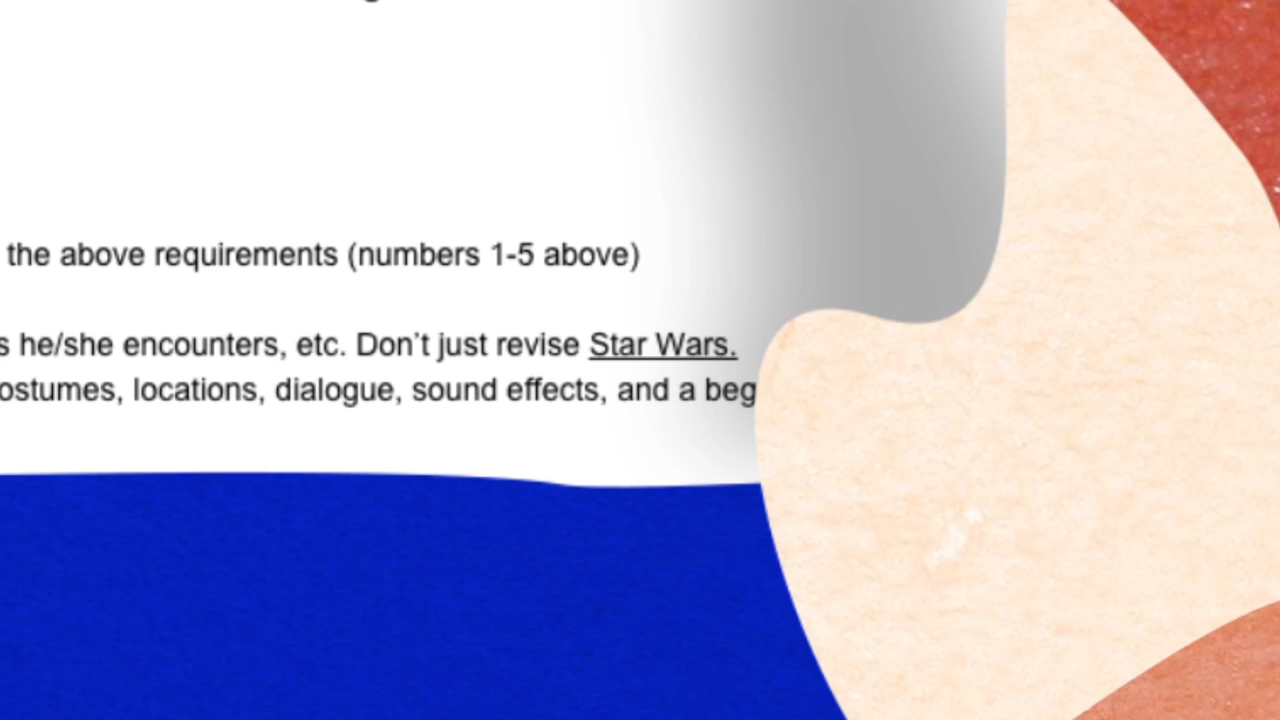 the above requirements (numbers 1-5 above)
s he/she encounters, etc. Don’t just revise Star Wars.
ostumes, locations, dialogue, sound effects, and a beg